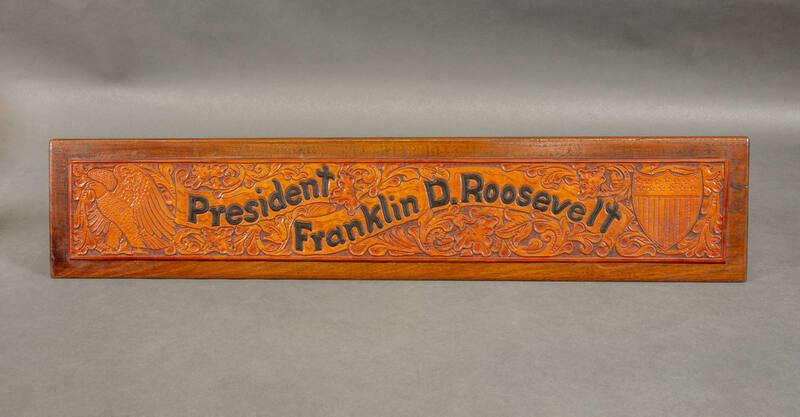 President
Franklin D. Roosevelt